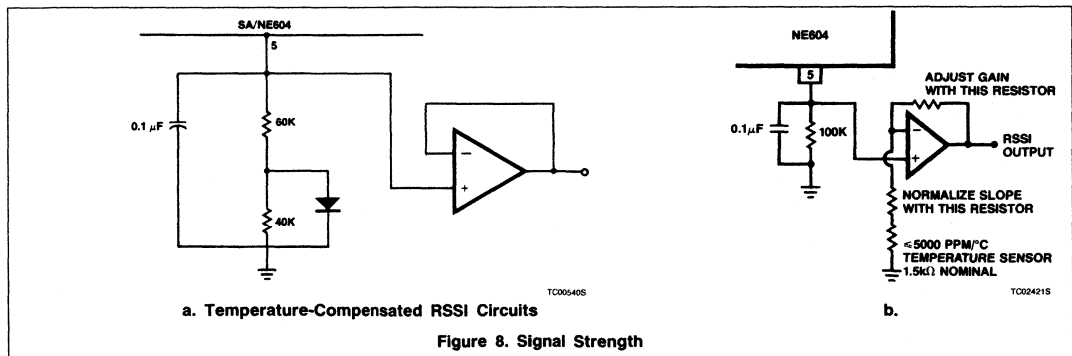 SA/NE604
5
0.1 μF
60K
40K
−
+
TC00540S
a. Temperature-Compensated RSSI Circuits
NE604
5
ADJUST GAIN
WITH THIS RESISTOR
0.1μF
100K
−
+
RSSI
OUTPUT
NORMALIZE SLOPE
WITH THIS RESISTOR
≤5000 PPM/°C
TEMPERATURE SENSOR
1.5kΩ NOMINAL
TC02421S
b.
Figure 8. Signal Strength